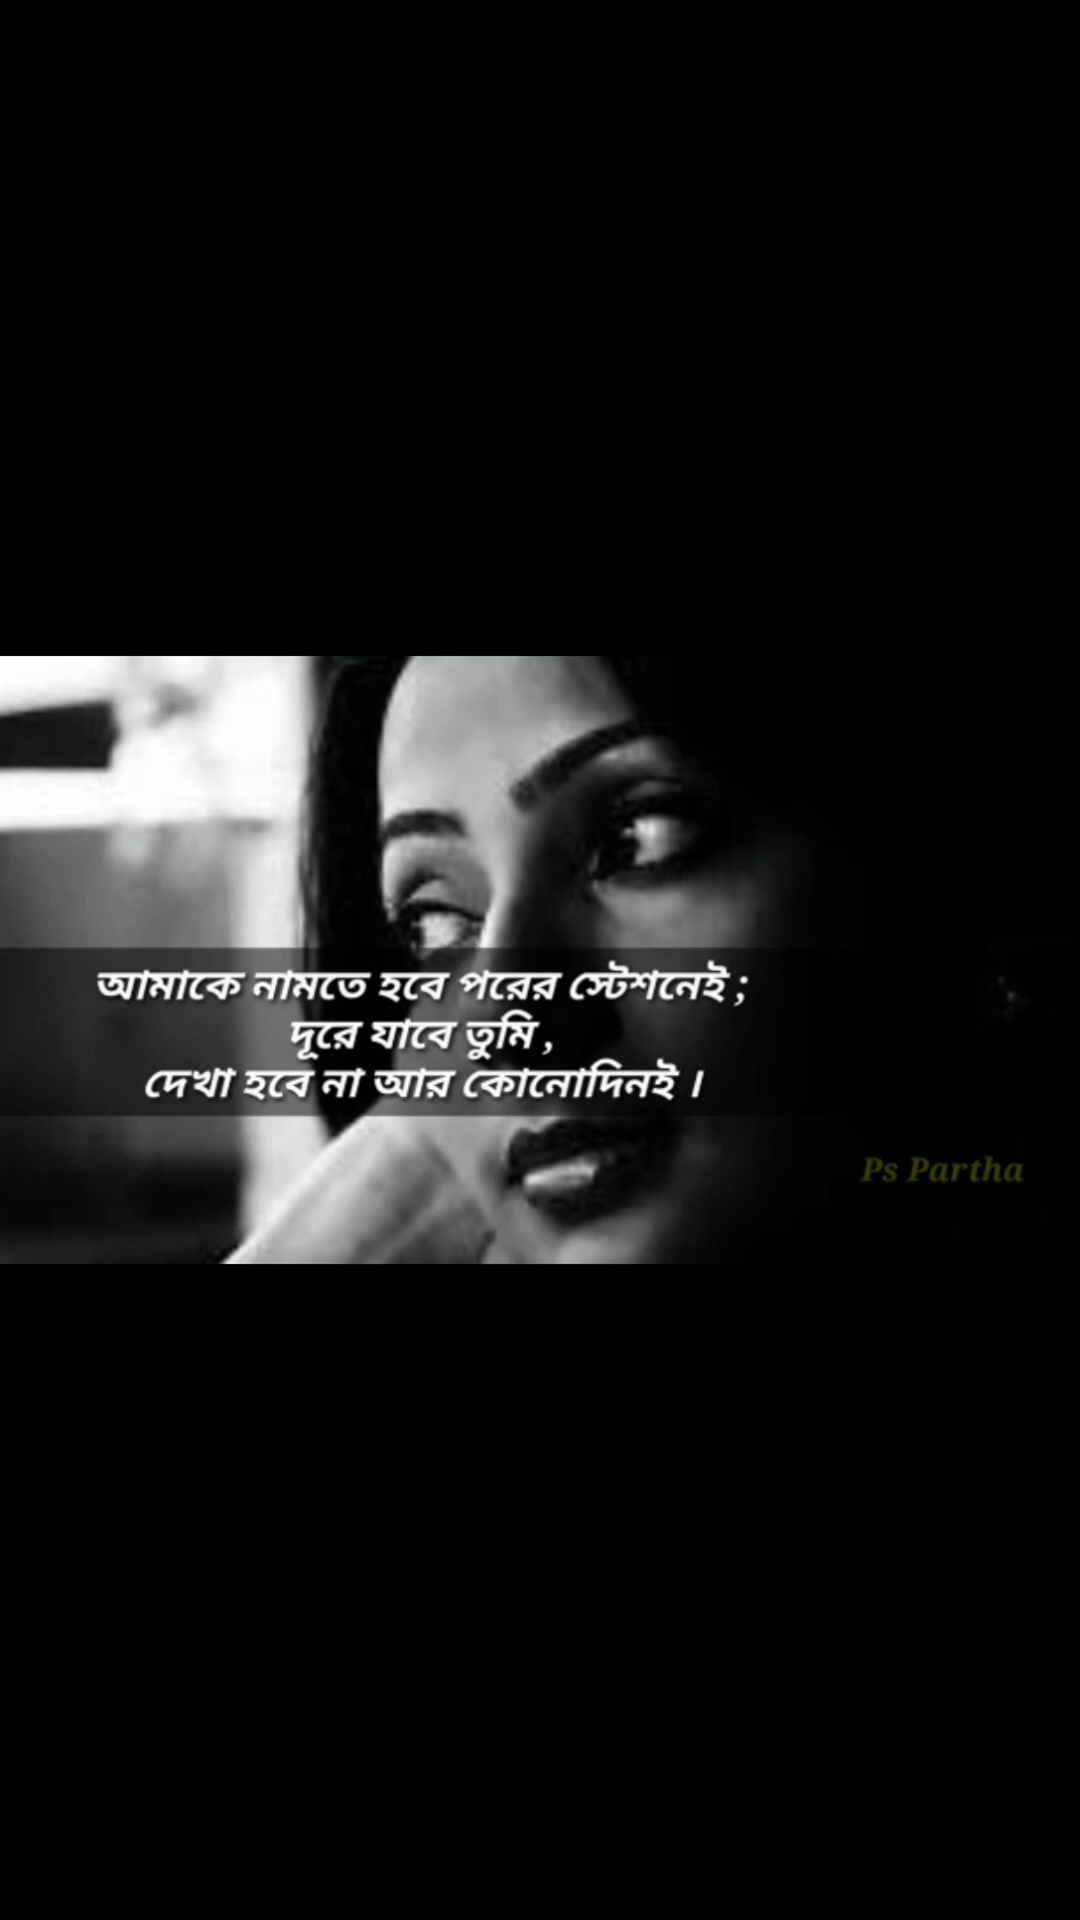 আমাকে নামতে হবে পরের স্টেশনেই ;
দূরে যাবে তুমি ,
দেখা হবে না আর কোনোদিনই ।
Ps Partha